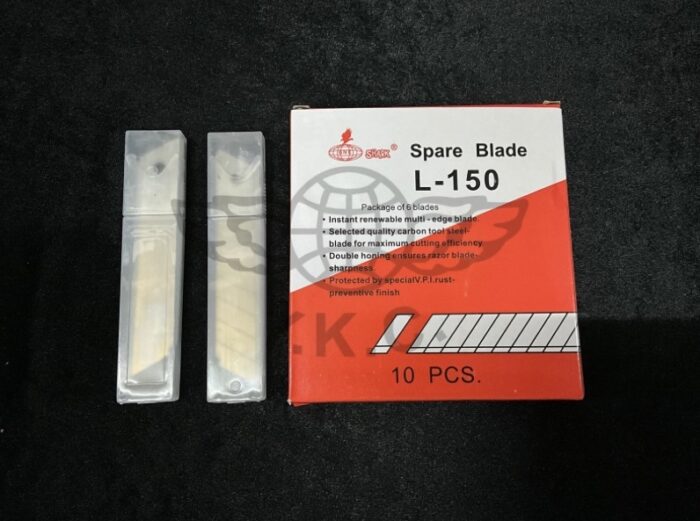 SHARK®
Spare Blade
L-150
Package of 6 blades
• Instant renewable multi - edge blade
• Selected quality carbon tool steel-
blade for maximum cutting efficiency
• Double honing ensures razor blade-
sharpness
• Protected by specialV.P.I.rust-
preventive finish
10 PCS.